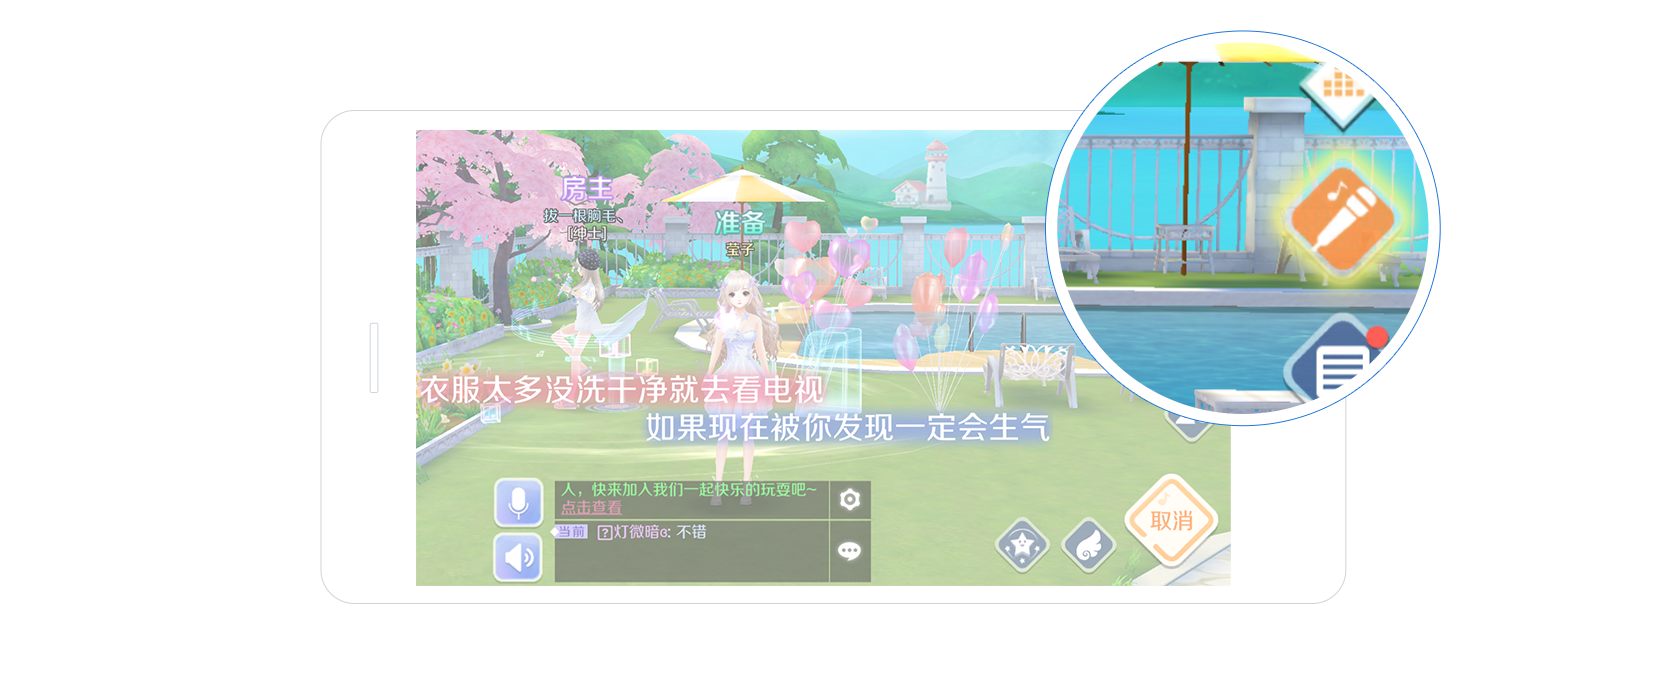 房主
拔一根胸毛、
[绅士]
准备
莹子
衣服太多没洗干净就去看电视
如果现在被你发现一定会生气
人，快来加入我们一起快乐的玩耍吧~
点击查看
当前 ?灯微暗G: 不错
取消